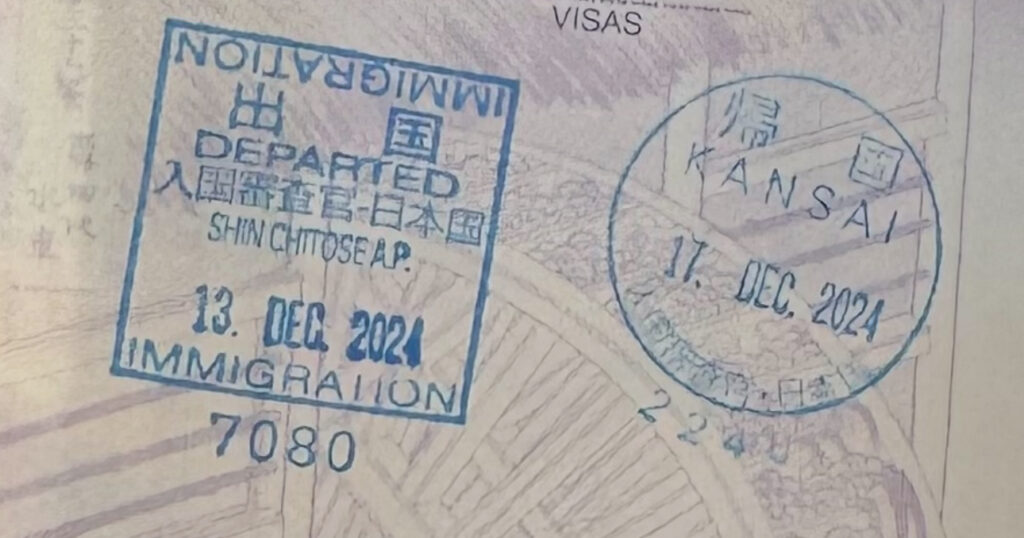 VISAS
IMMIGRATION
出国
DEPARTED
入国審査官-日本国
SHIN CHITOSE A.P.
13. DEC. 2024
IMMIGRATION
7080
帰国
KANSAI
17. DEC. 2024